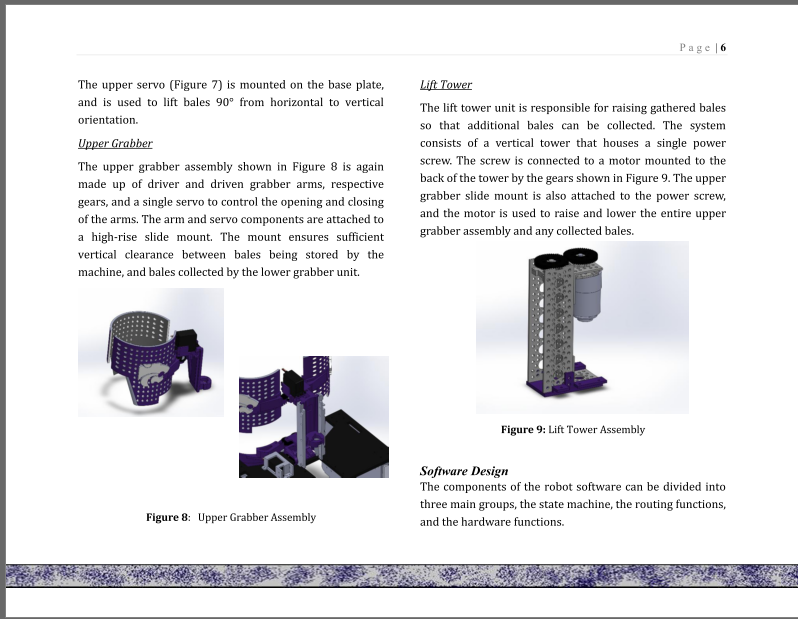 Page | 6
The upper servo (Figure 7) is mounted on the base plate,
and is used to lift bales 90° from horizontal to vertical
orientation.
Upper Grabber
The upper grabber assembly shown in Figure 8 is again
made up of driver and driven grabber arms, respective
gears, and a single servo to control the opening and closing
of the arms. The arm and servo components are attached to
a high-rise slide mount. The mount ensures sufficient
vertical clearance between bales being stored by the
machine, and bales collected by the lower grabber unit.
Figure 8: Upper Grabber Assembly
Lift Tower
The lift tower unit is responsible for raising gathered bales
so that additional bales can be collected. The system
consists of a vertical tower that houses a single power
screw. The screw is connected to a motor mounted to the
back of the tower by the gears shown in Figure 9. The upper
grabber slide mount is also attached to the power screw,
and the motor is used to raise and lower the entire upper
grabber assembly and any collected bales.
Figure 9: Lift Tower Assembly
Software Design
The components of the robot software can be divided into
three main groups, the state machine, the routing functions,
and the hardware functions.